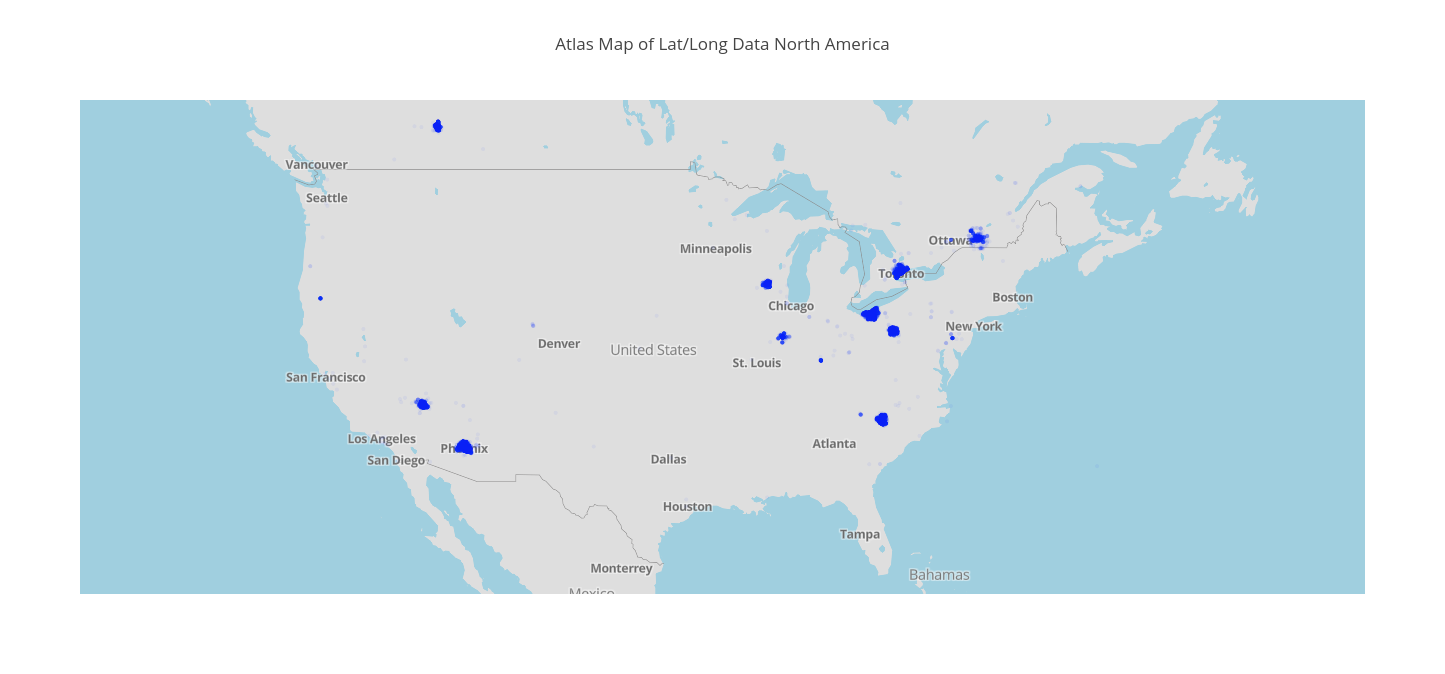 Atlas Map of Lat/Long Data North America
Vancouver
Seattle
Minneapolis
Ottawa
Toronto
Chicago
Boston
New York
Denver
United States
St. Louis
San Francisco
Los Angeles
Phoenix
San Diego
Atlanta
Dallas
Houston
Tampa
Monterrey
Bahamas
Mexico